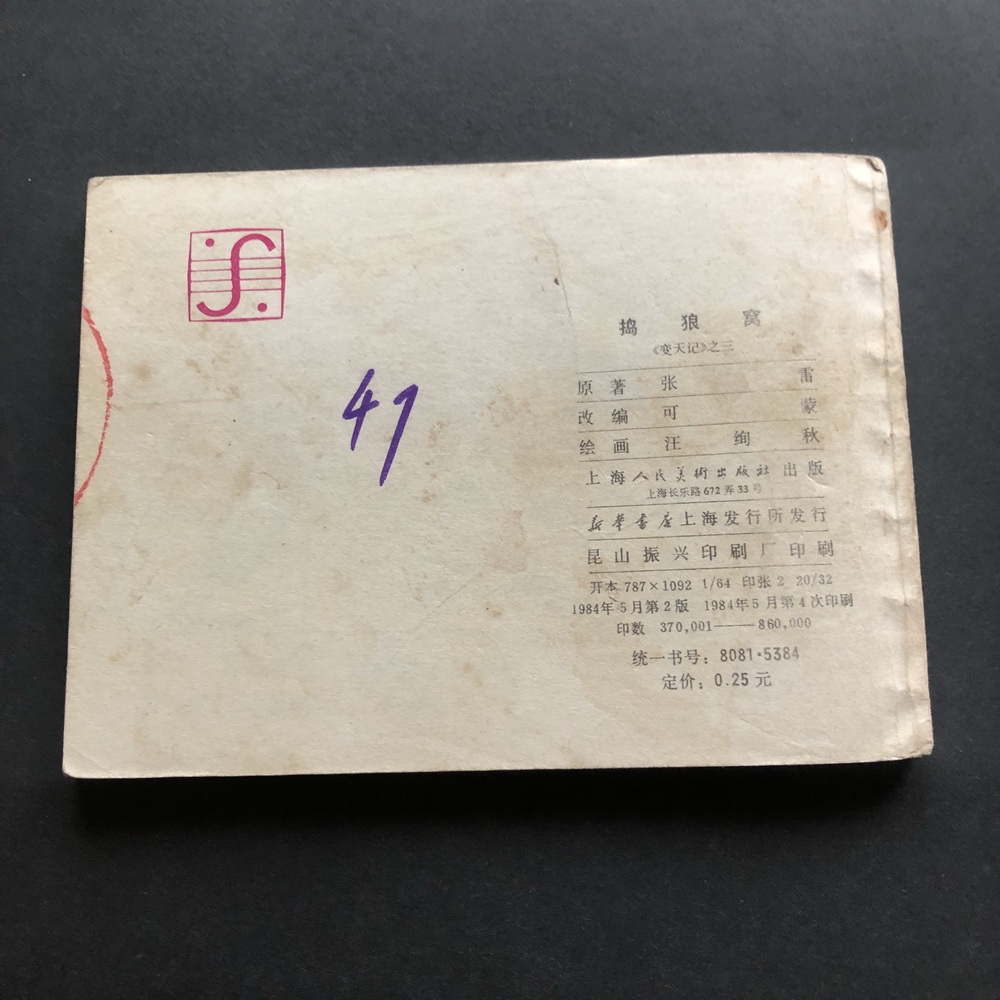 47
捣狼窝
《变天记》之三
原著 张雷
改编 可蒙
绘画 汪绚秋
上海人民美術出版社出版
上海长乐路672弄33号
新華書店上海发行所发行
昆山振兴印刷厂印刷
开本 787×1092 1/64 印张 2 20/32
1984年5月第2版 1984年5月第4次印刷
印数 370,001——860,000
统一书号：8081·5384
定价：0.25元